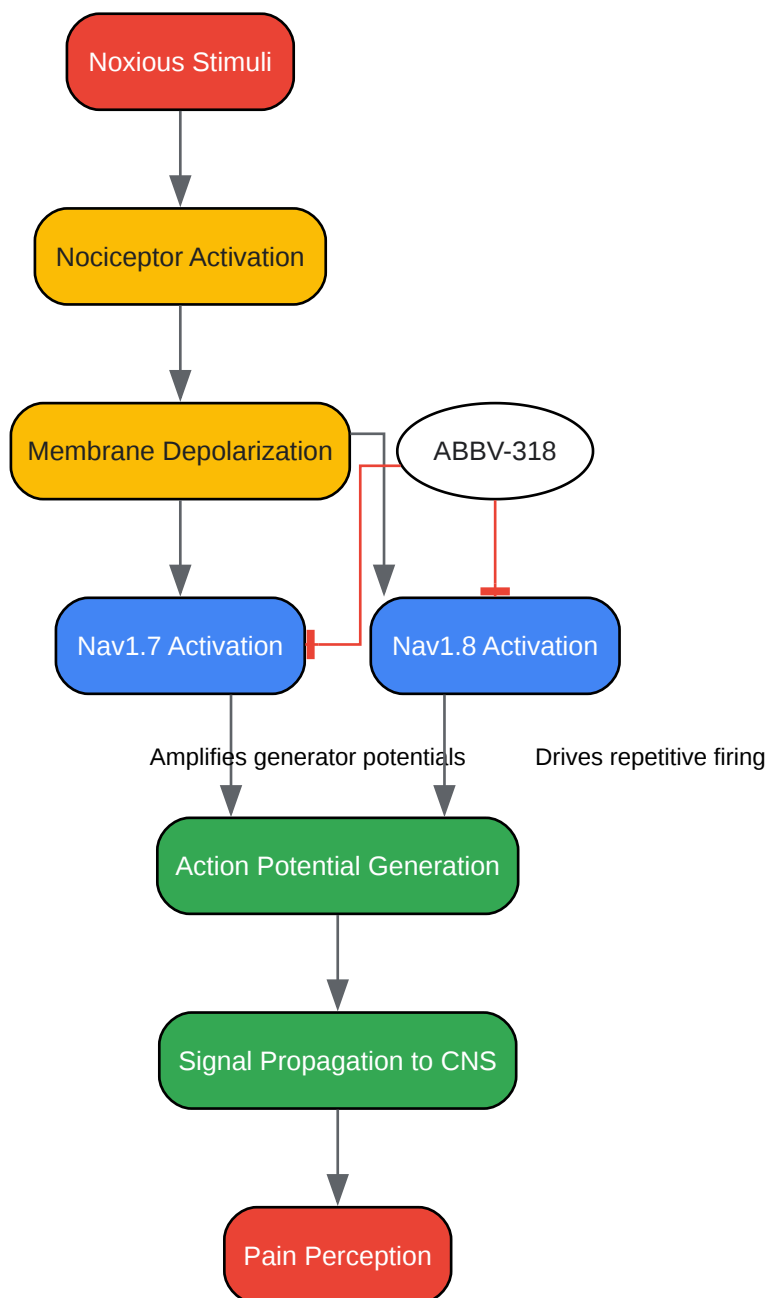 Noxious Stimuli
Nociceptor Activation
Membrane Depolarization
ABBV-318
Nav1.7 Activation
Nav1.8 Activation
Amplifies generator potentials
Drives repetitive firing
Action Potential Generation
Signal Propagation to CNS
Pain Perception